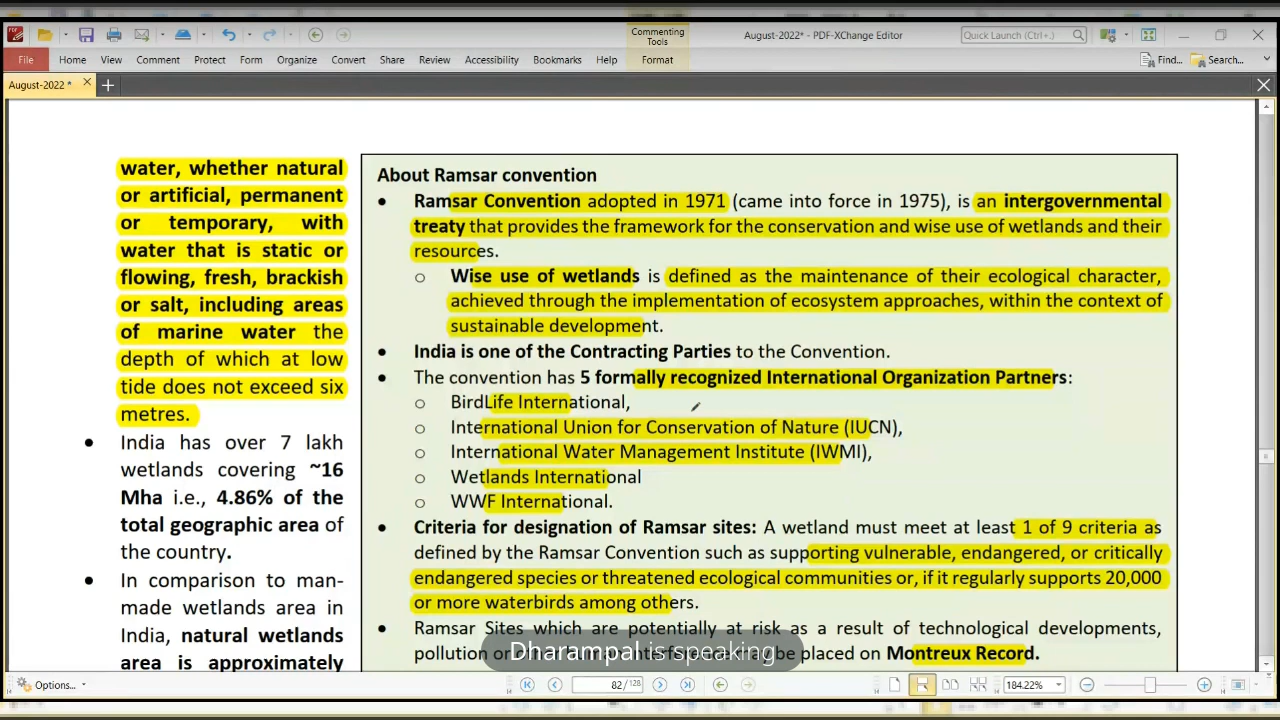 Commenting
Tools
August-2022* - PDF-XChange Editor
Quick Launch (Ctrl+.)
File
Home
View
Comment
Protect
Form
Organize
Convert
Share
Review
Accessibility
Bookmarks
Help
Format
Find...
Search...
August-2022 *
water, whether natural
or artificial, permanent
or temporary, with
water that is static or
flowing, fresh, brackish
or salt, including areas
of marine water the
depth of which at low
tide does not exceed six
metres.
● India has over 7 lakh
wetlands covering ~16
Mha i.e., 4.86% of the
total geographic area of
the country.
● In comparison to man-
made wetlands area in
India, natural wetlands
area is approximately
About Ramsar convention
● Ramsar Convention adopted in 1971 (came into force in 1975), is an intergovernmental
treaty that provides the framework for the conservation and wise use of wetlands and their
resources.
o Wise use of wetlands is defined as the maintenance of their ecological character,
achieved through the implementation of ecosystem approaches, within the context of
sustainable development.
● India is one of the Contracting Parties to the Convention.
● The convention has 5 formally recognized International Organization Partners:
o BirdLife International,
o International Union for Conservation of Nature (IUCN),
o International Water Management Institute (IWMI),
o Wetlands International
o WWF International.
● Criteria for designation of Ramsar sites: A wetland must meet at least 1 of 9 criteria as
defined by the Ramsar Convention such as supporting vulnerable, endangered, or critically
endangered species or threatened ecological communities or, if it regularly supports 20,000
or more waterbirds among others.
● Ramsar Sites which are potentially at risk as a result of technological developments,
pollution or be placed on Montreux Record.
Dharampal is speaking
Options...
82 / 128
184.22%